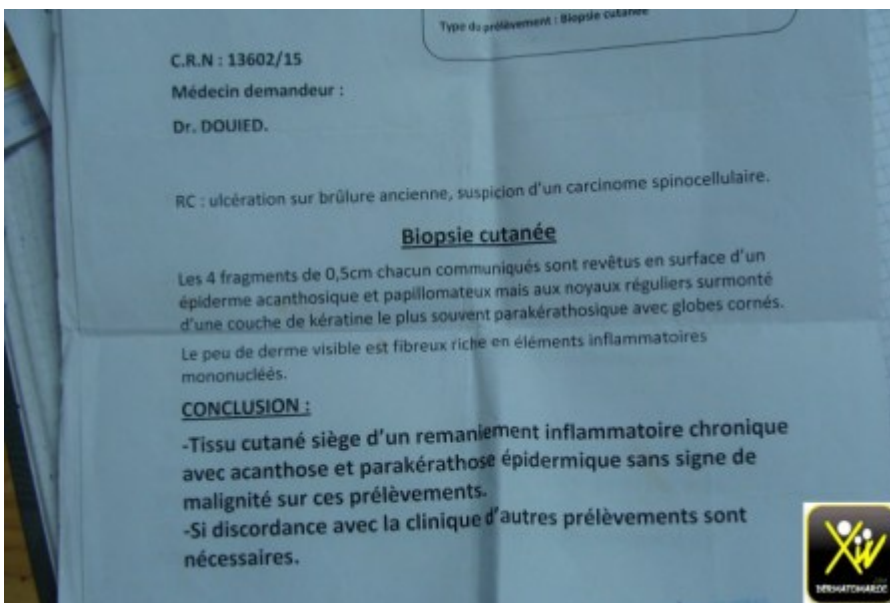 Type du prélèvement : Biopsie cutanée
C.R.N : 13602/15
Médecin demandeur :
Dr. DOUIED.
RC : ulcération sur brûlure ancienne, suspicion d'un carcinome spinocellulaire.
Biopsie cutanée
Les 4 fragments de 0,5cm chacun communiqués sont revêtus en surface d'un
épiderme acanthosique et papillomateux mais aux noyaux réguliers surmonté
d'une couche de kératine le plus souvent parakérathosique avec globes cornés.
Le peu de derme visible est fibreux riche en éléments inflammatoires
mononucléés.
CONCLUSION :
-Tissu cutané siège d'un remaniement inflammatoire chronique
avec acanthose et parakérathose épidermique sans signe de
malignité sur ces prélèvements.
-Si discordance avec la clinique d'autres prélèvements sont
nécessaires.
DERMATOMAROC